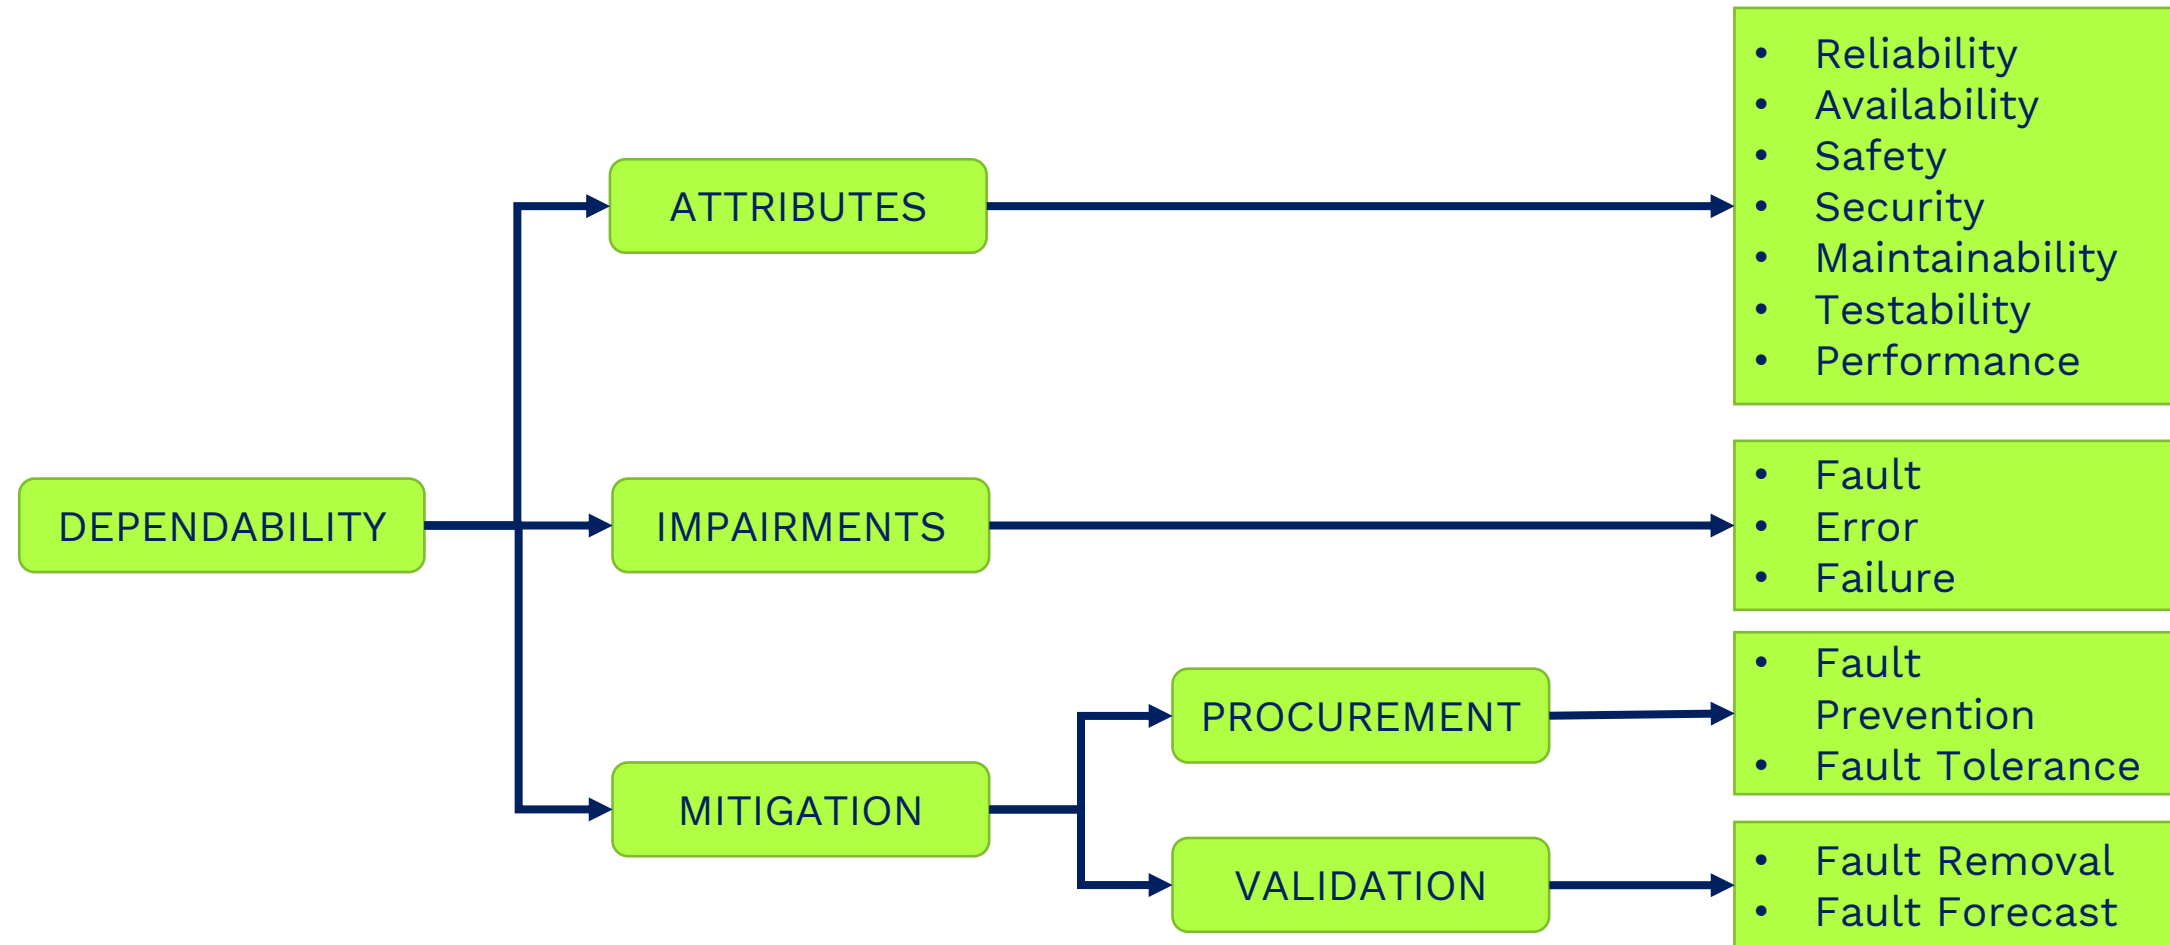 DEPENDABILITY
ATTRIBUTES
• Reliability
• Availability
• Safety
• Security
• Maintainability
• Testability
• Performance
IMPAIRMENTS
• Fault
• Error
• Failure
MITIGATION
PROCUREMENT
• Fault
Prevention
• Fault Tolerance
VALIDATION
• Fault Removal
• Fault Forecast